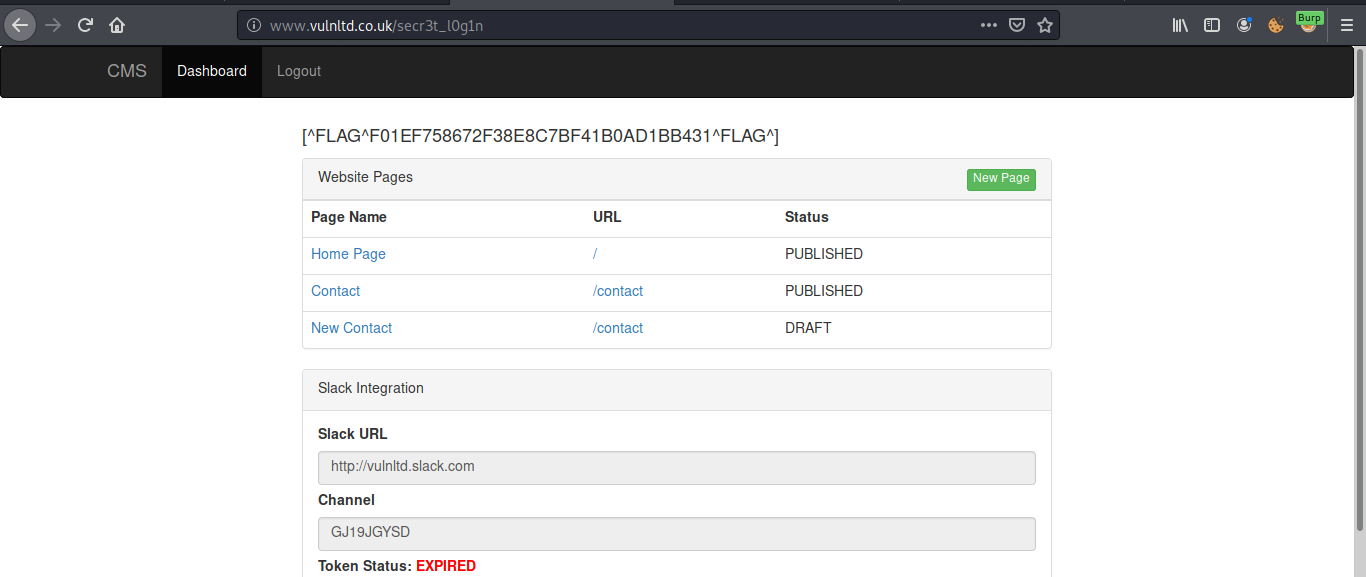 www.vulnltd.co.uk/secr3t_l0g1n
Burp
CMS Dashboard Logout
[^FLAG^F01EF758672F38E8C7BF41B0AD1BB431^FLAG^]
Website Pages New Page
Page Name URL Status
Home Page / PUBLISHED
Contact /contact PUBLISHED
New Contact /contact DRAFT
Slack Integration
Slack URL
http://vulnltd.slack.com
Channel
GJ19JGYSD
Token Status: EXPIRED